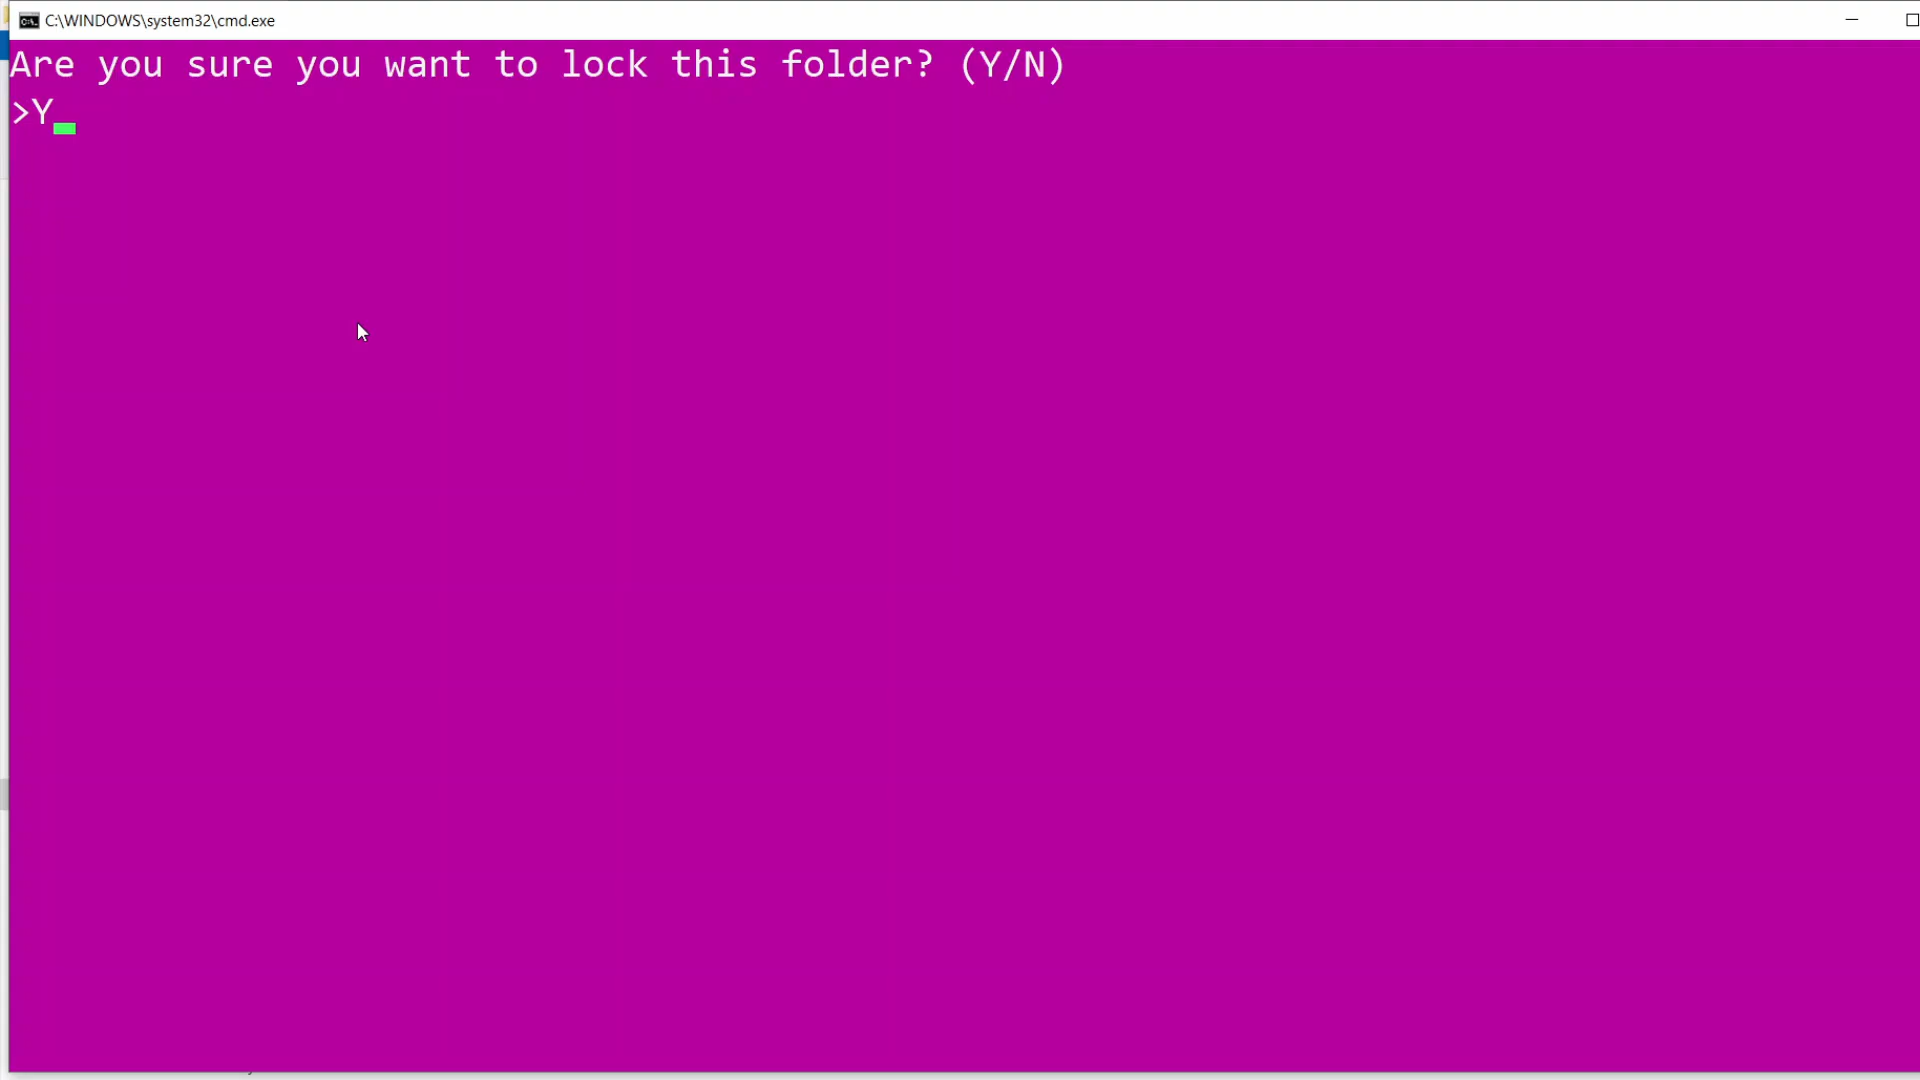 C:\WINDOWS\system32\cmd.exe
Are you sure you want to lock this folder? (Y/N)
>Y